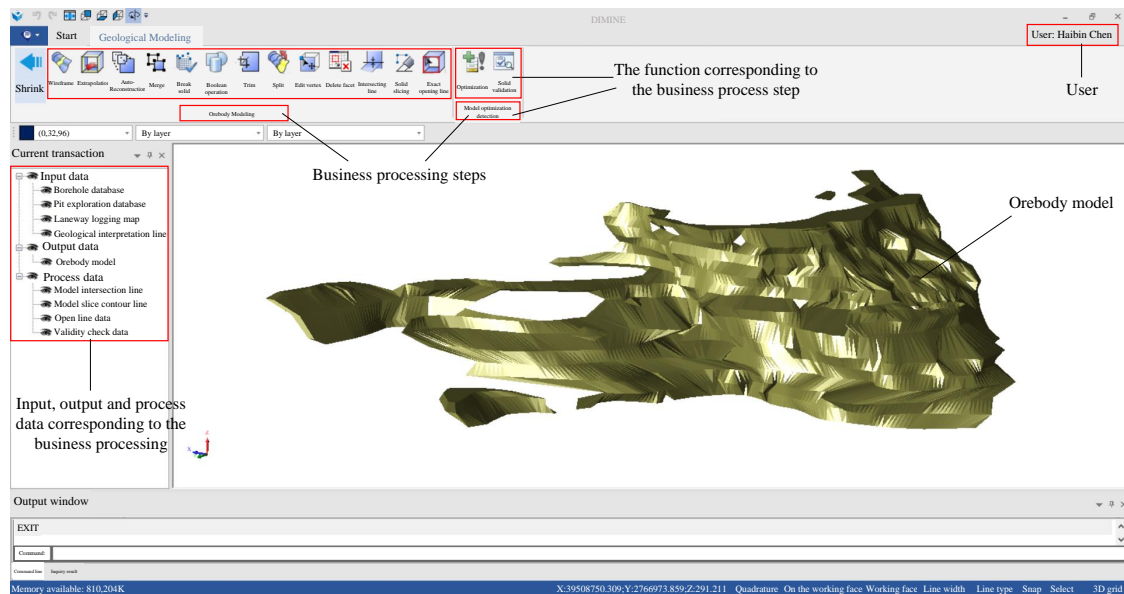 DIMINE
Start
Geological Modeling
User: Haibin Chen
Shrink
Wireframe
Extrapolation
Auto-
Reconstruction
Merge
Break
solid
Boolean
operation
Trim
Split
Edit vertex
Delete facet
Intersecting
line
Solid
slicing
Exact
opening line
Optimization
Solid
validation
Orebody Modeling
Model optimization
detection
The function corresponding to
the business process step
User
(0,32,96)
By layer
By layer
Current transaction
Business processing steps
Input data
Borehole database
Pit exploration database
Laneway logging map
Geological interpretation line
Output data
Orebody model
Process data
Model intersection line
Model slice contour line
Open line data
Validity check data
Orebody model
Input, output and process
data corresponding to the
business processing
Z
X
Output window
EXIT
Command:
Command line
Inquiry result
Memory available: 810,204K
X:39508750.309;Y:2766973.859;Z:291.211 Quadrature On the working face Working face Line width Line type Snap Select 3D grid